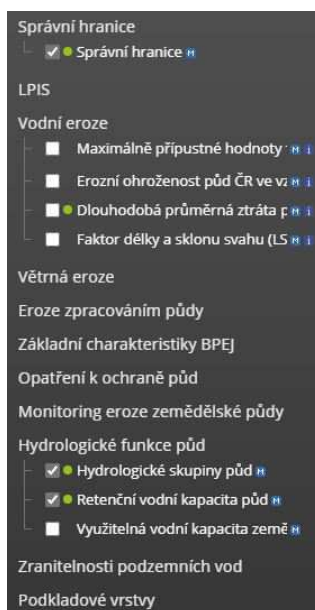 Správní hranice
Správní hranice M
LPIS
Vodní eroze
Maximálně přípustné hodnoty M i
Erozní ohroženost půd ČR ve vz M i
Dlouhodobá průměrná ztráta p M i
Faktor délky a sklonu svahu (LS M i
Větrná eroze
Eroze zpracováním půdy
Základní charakteristiky BPEJ
Opatření k ochraně půd
Monitoring eroze zemědělské půdy
Hydrologické funkce půd
Hydrologické skupiny půd M
Retenční vodní kapacita půd M
Využitelná vodní kapacita země M
Zranitelnosti podzemních vod
Podkladové vrstvy